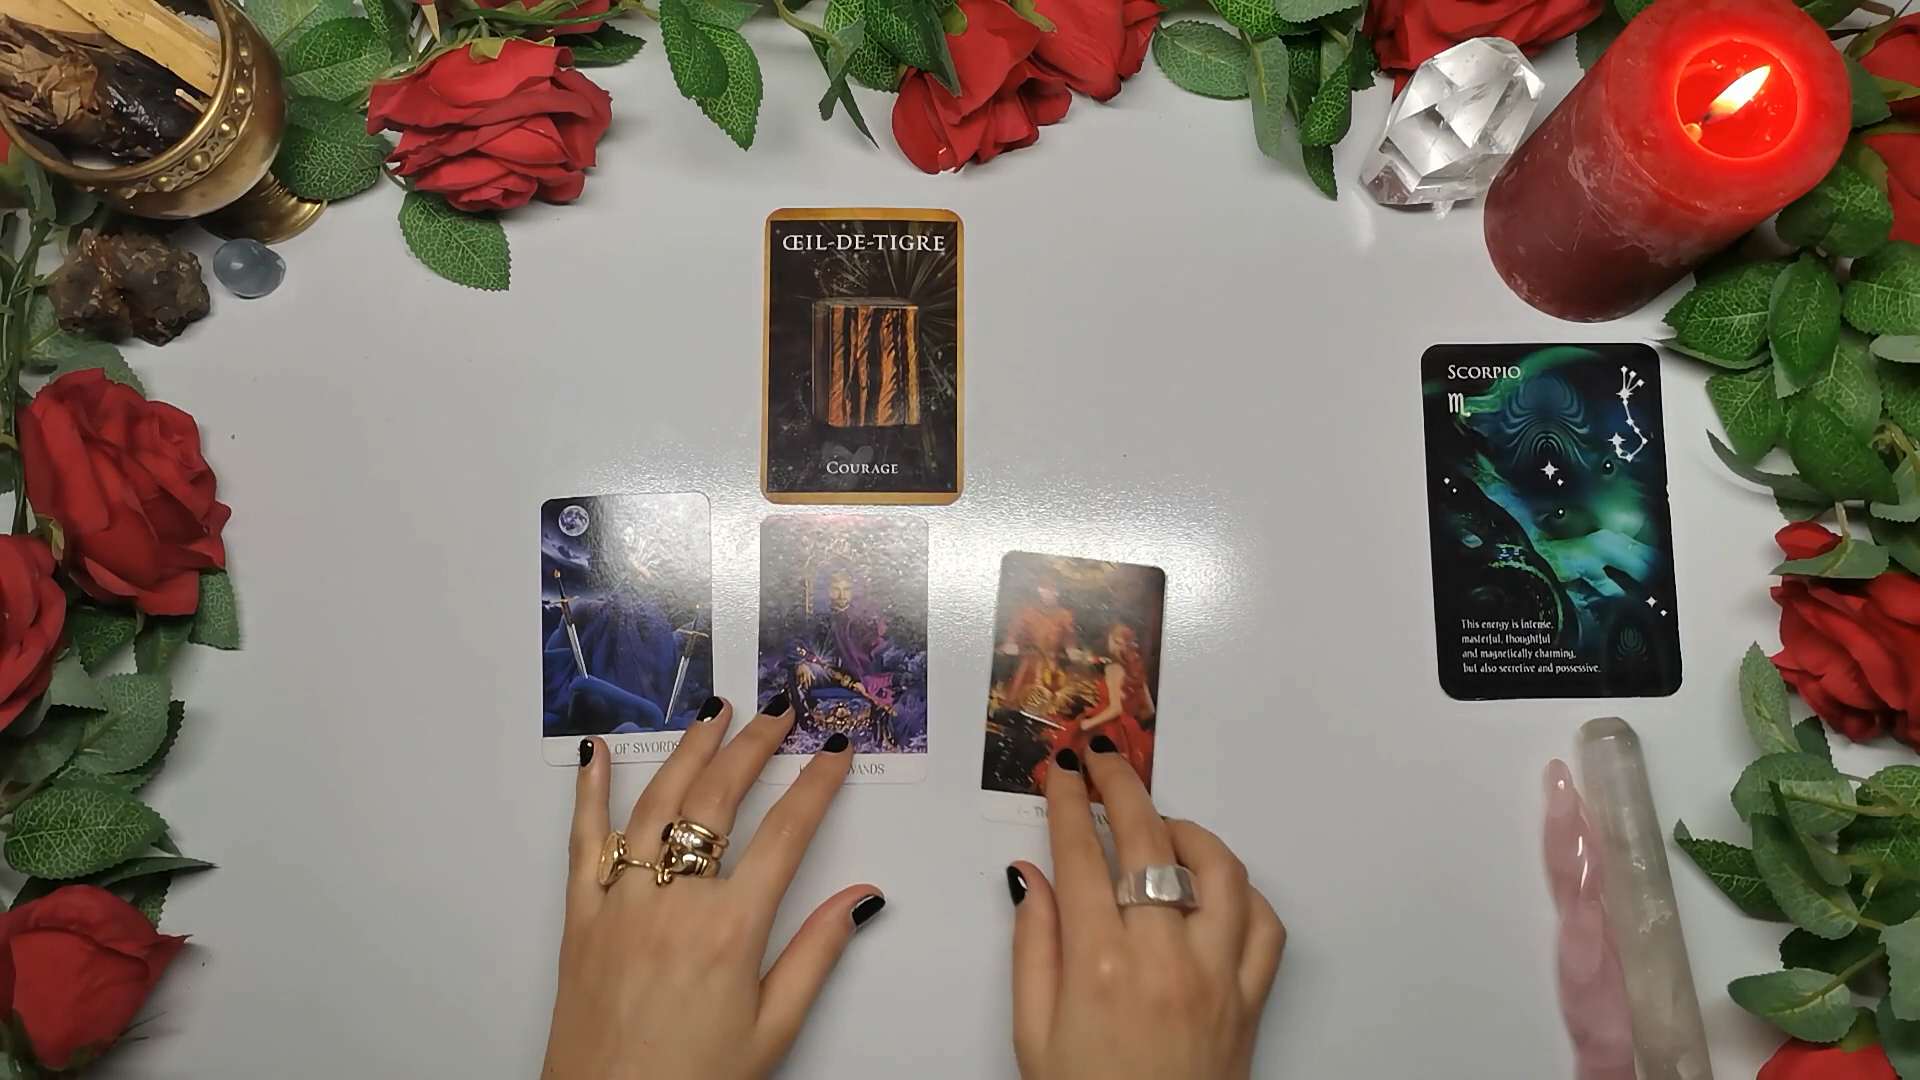 ŒIL-DE-TIGRE
COURAGE
SCORPIO
♏
This energy is intense,
masterful, thoughtful
and magnetically charming,
but also secretive and possessive.
OF SWORDS
WANDS